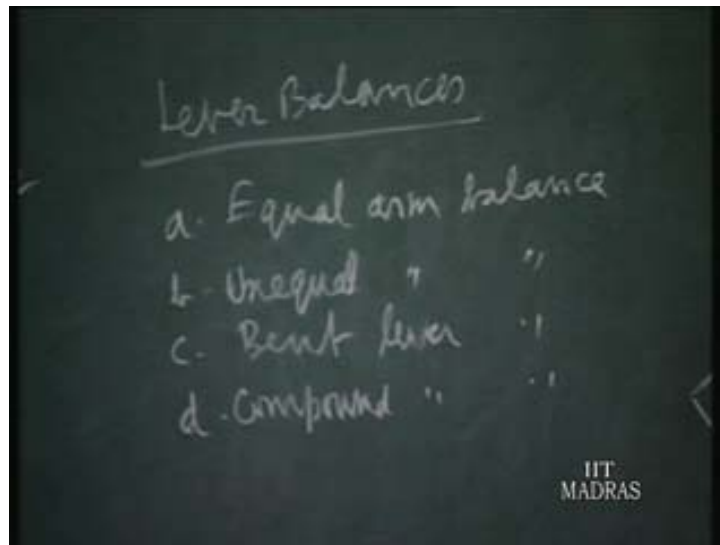 Lever Balances
a. Equal arm balance
b. Unequal " "
c. Bent lever "
d. Compound " "
IIT
MADRAS